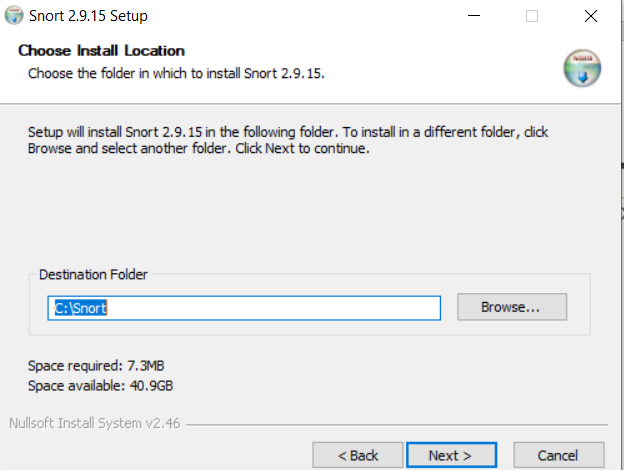 Snort 2.9.15 Setup
Choose Install Location
Choose the folder in which to install Snort 2.9.15.
Setup will install Snort 2.9.15 in the following folder. To install in a different folder, click
Browse and select another folder. Click Next to continue.
Destination Folder
C:\Snort
Browse...
Space required: 7.3MB
Space available: 40.9GB
Nullsoft Install System v2.46
< Back
Next >
Cancel